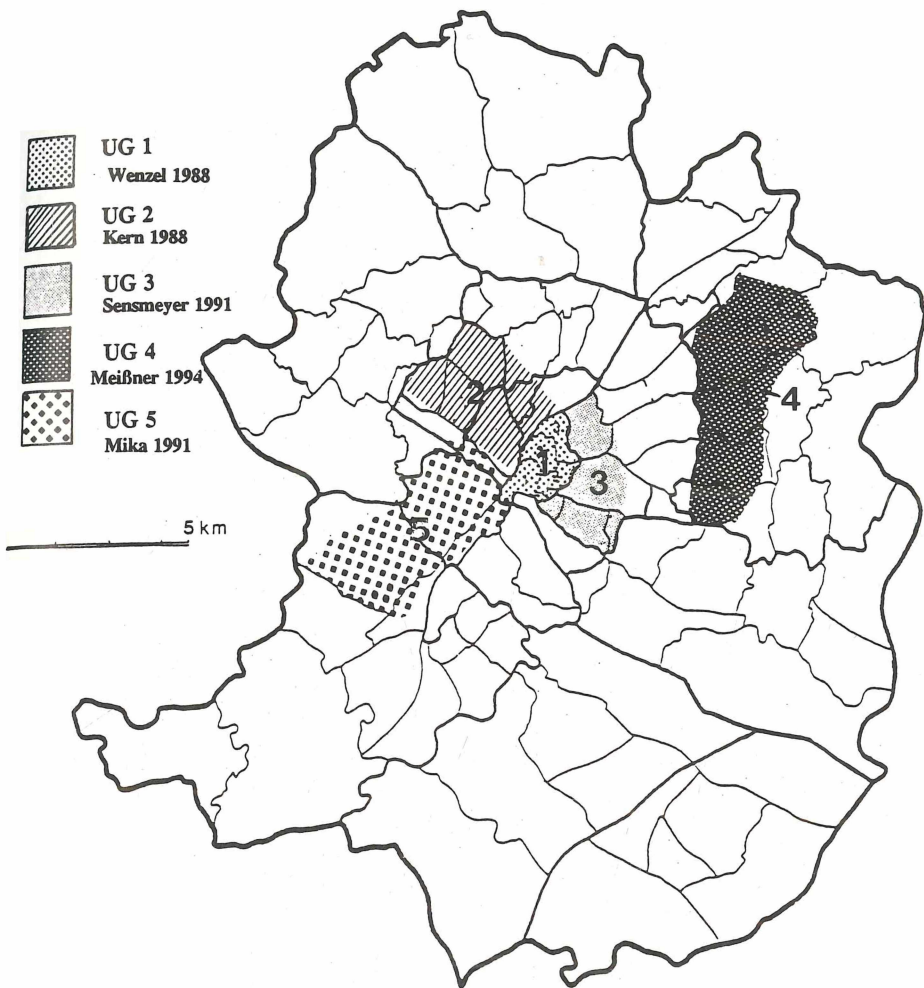 UG 1
Wenzel 1988
UG 2
Kern 1988
UG 3
Sensmeyer 1991
UG 4
Meißner 1994
UG 5
Mika 1991
5 km
2
1
3
4
5